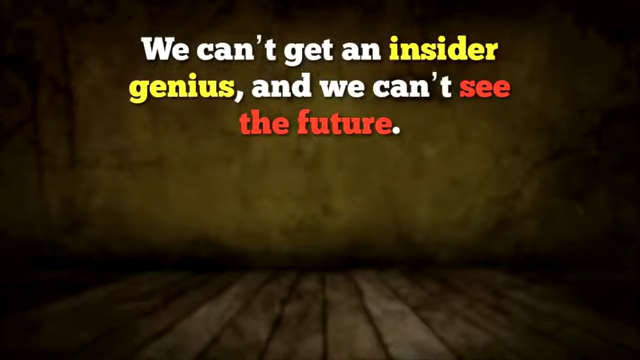 We can’t get an insider
genius, and we can’t see
the future.